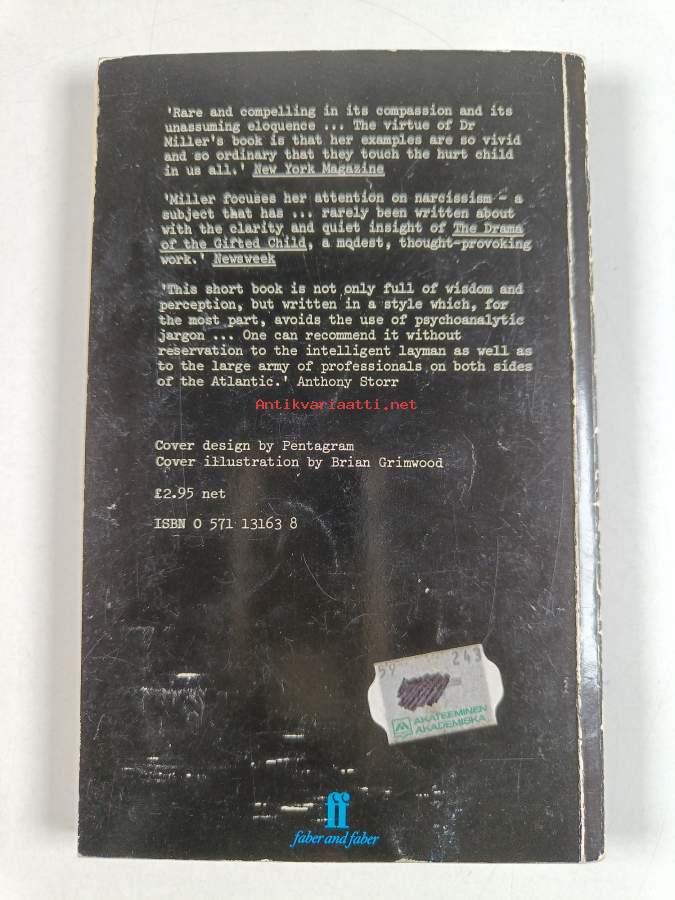 'Rare and compelling in its compassion and its
unassuming eloquence ... The virtue of Dr
Miller's book is that her examples are so vivid
and so ordinary that they touch the hurt child
in us all.' New York Magazine
'Miller focuses her attention on narcissism - a
subject that has ... rarely been written about
with the clarity and quiet insight of The Drama
of the Gifted Child, a modest, thought-provoking
work.' Newsweek
'This short book is not only full of wisdom and
perception, but written in a style which, for
the most part, avoids the use of psychoanalytic
jargon ... One can recommend it without
reservation to the intelligent layman as well as
to the large army of professionals on both sides
of the Atlantic.' Anthony Storr
Antikvariaatti.net
Cover design by Pentagram
Cover illustration by Brian Grimwood
£2.95 net
ISBN 0 571 13163 8
59 243
AKATEEMINEN
AKADEMISKA
ff
faber and faber